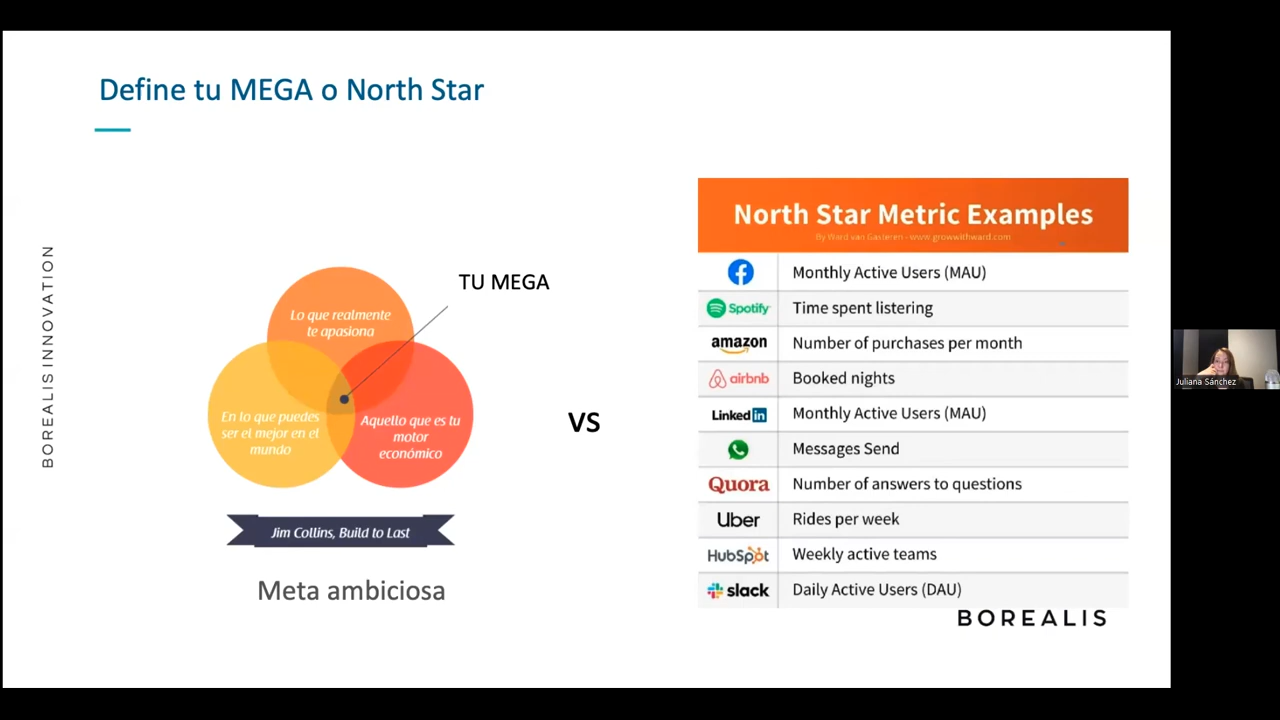 Define tu MEGA o North Star
BOREALISINNOVATION
TU MEGA
Lo que realmente
te apasiona
En lo que puedes
ser el mejor en el
mundo
Aquello que es tu
motor
económico
Jim Collins, Build to Last
Meta ambiciosa
VS
North Star Metric Examples
By Ward van Gasteren - www.growwithward.com
Monthly Active Users (MAU)
Spotify Time spent listering
amazon Number of purchases per month
airbnb Booked nights
Linkedin Monthly Active Users (MAU)
Messages Send
Quora Number of answers to questions
Uber Rides per week
HubSpot Weekly active teams
slack Daily Active Users (DAU)
BOREALIS
Juliana Sánchez